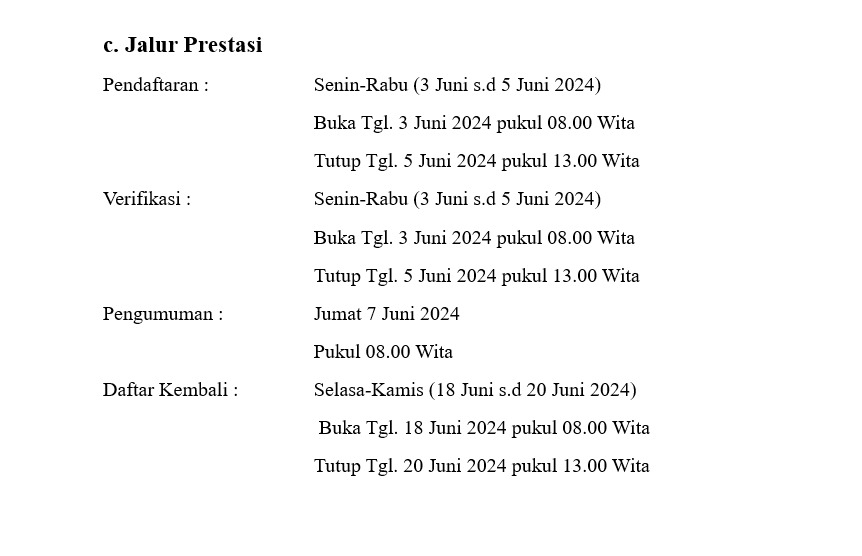 c. Jalur Prestasi
Pendaftaran : Senin-Rabu (3 Juni s.d 5 Juni 2024)
Buka Tgl. 3 Juni 2024 pukul 08.00 Wita
Tutup Tgl. 5 Juni 2024 pukul 13.00 Wita
Verifikasi : Senin-Rabu (3 Juni s.d 5 Juni 2024)
Buka Tgl. 3 Juni 2024 pukul 08.00 Wita
Tutup Tgl. 5 Juni 2024 pukul 13.00 Wita
Pengumuman : Jumat 7 Juni 2024
Pukul 08.00 Wita
Daftar Kembali : Selasa-Kamis (18 Juni s.d 20 Juni 2024)
Buka Tgl. 18 Juni 2024 pukul 08.00 Wita
Tutup Tgl. 20 Juni 2024 pukul 13.00 Wita